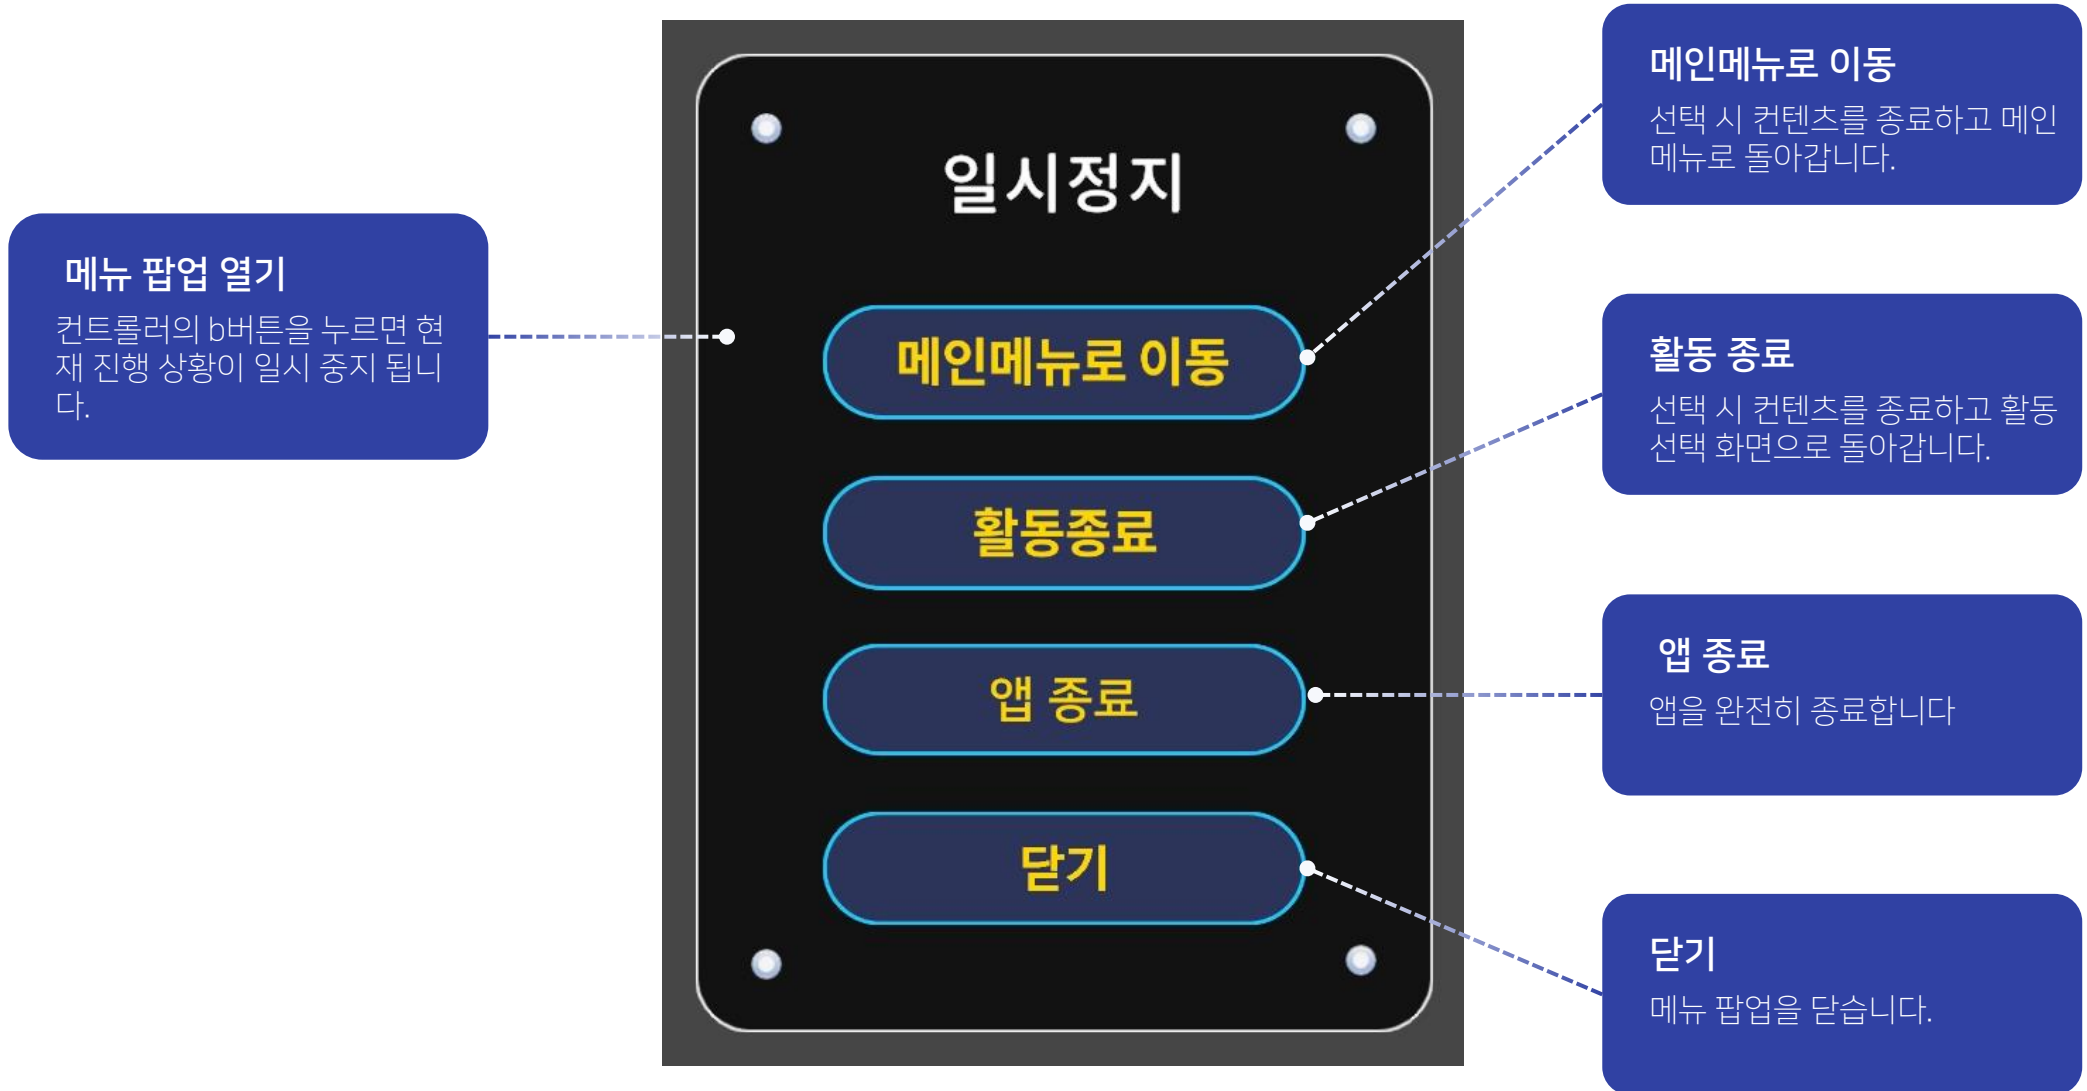 메뉴 팝업 열기
컨트롤러의 b버튼을 누르면 현
재 진행 상황이 일시 중지 됩니
다.
일시정지
메인메뉴로 이동
활동종료
앱 종료
닫기
메인메뉴로 이동
선택 시 컨텐츠를 종료하고 메인
메뉴로 돌아갑니다.
활동 종료
선택 시 컨텐츠를 종료하고 활동
선택 화면으로 돌아갑니다.
앱 종료
앱을 완전히 종료합니다
닫기
메뉴 팝업을 닫습니다.